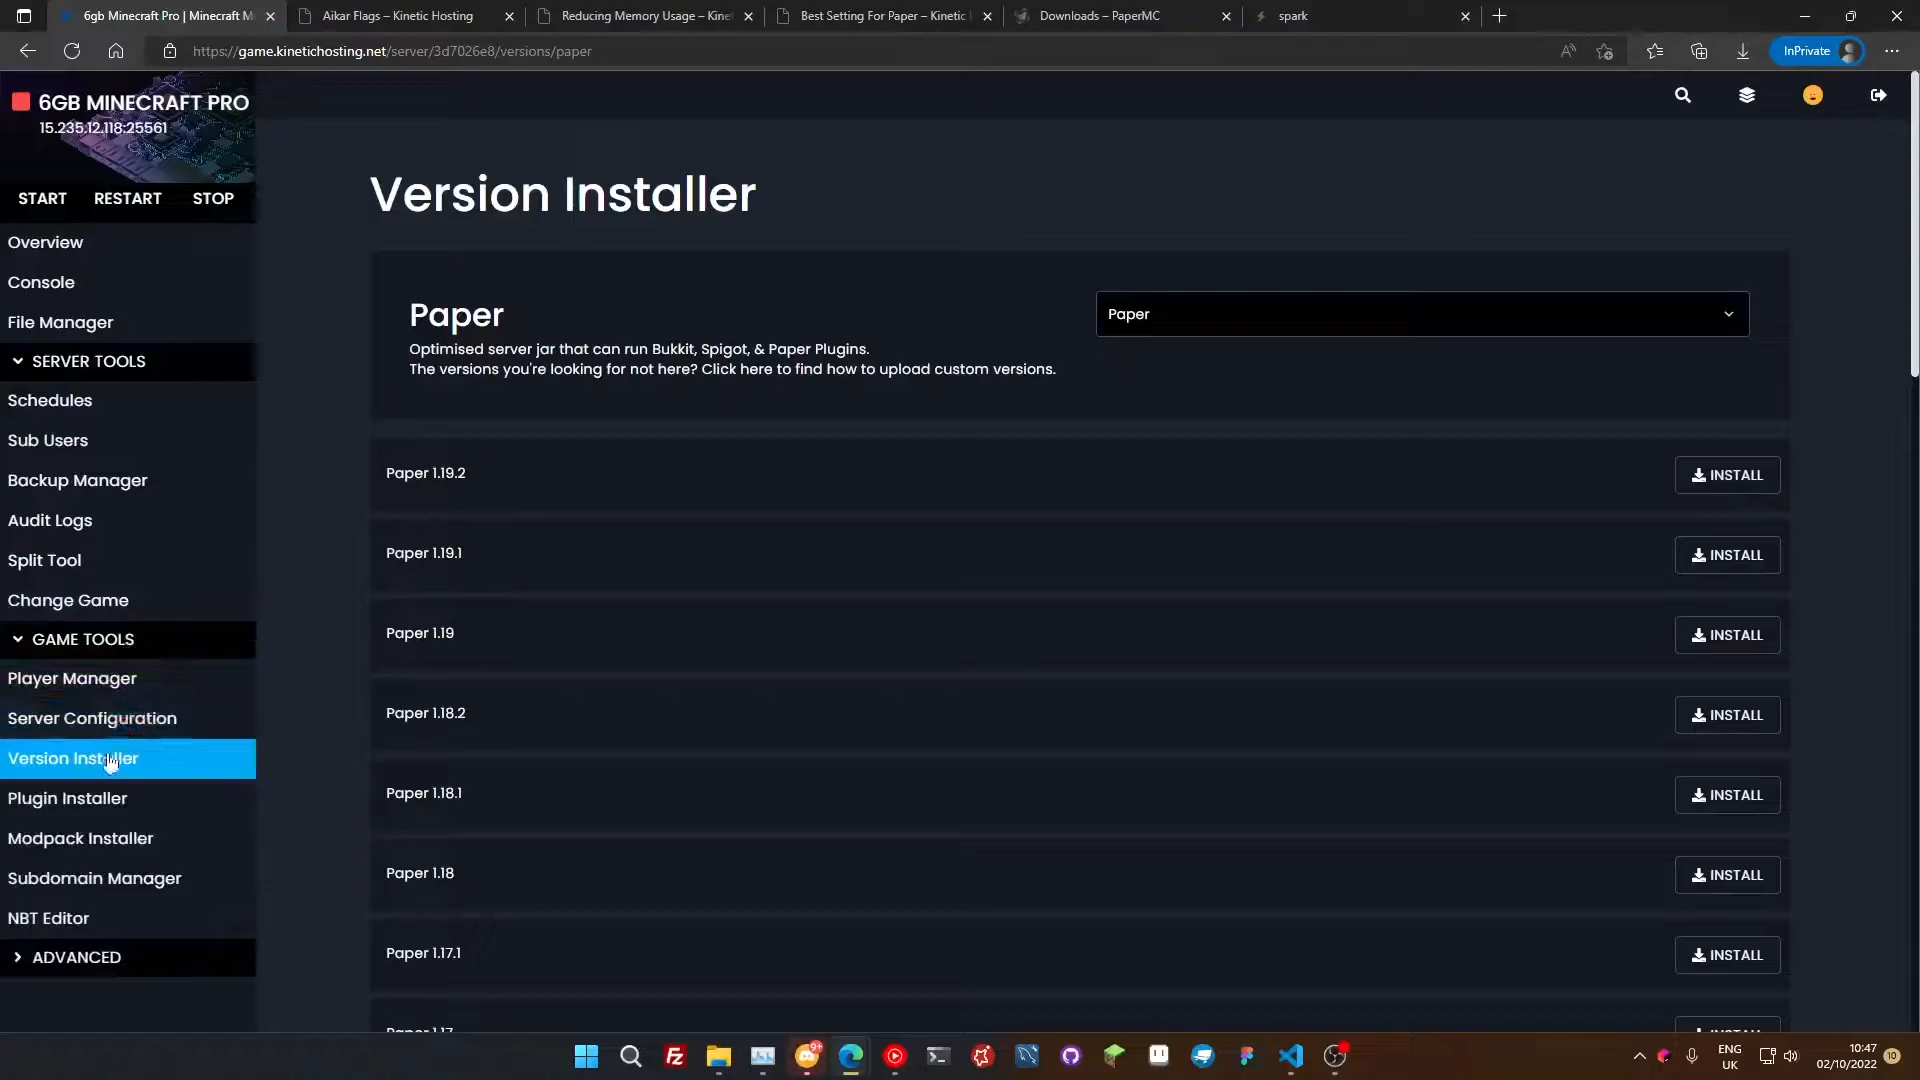 6gb Minecraft Pro | Minecraft M
Aikar Flags – Kinetic Hosting
Reducing Memory Usage – Kine
Best Setting For Paper – Kinetic
Downloads – PaperMC
spark
https://game.kinetichosting.net/server/3d7026e8/versions/paper
InPrivate
6GB MINECRAFT PRO
15.235.12.118:25561
START RESTART STOP
Overview
Console
File Manager
SERVER TOOLS
Schedules
Sub Users
Backup Manager
Audit Logs
Split Tool
Change Game
GAME TOOLS
Player Manager
Server Configuration
Version Installer
Plugin Installer
Modpack Installer
Subdomain Manager
NBT Editor
ADVANCED
Version Installer
Paper
Optimised server jar that can run Bukkit, Spigot, & Paper Plugins.
The versions you're looking for not here? Click here to find how to upload custom versions.
Paper
Paper 1.19.2
INSTALL
Paper 1.19.1
INSTALL
Paper 1.19
INSTALL
Paper 1.18.2
INSTALL
Paper 1.18.1
INSTALL
Paper 1.18
INSTALL
Paper 1.17.1
INSTALL
Paper 1.17
INSTALL
9+
ENG
UK
10:47
02/10/2022
10